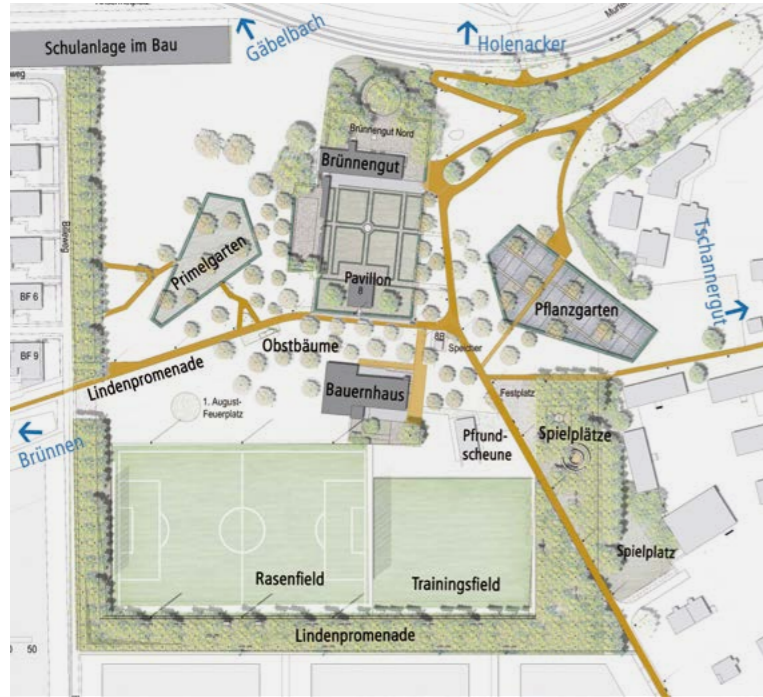 Schulanlage im Bau
Gäbelbach
Holenacker
Brünnengut Nord
Brünnengut
Tschannergut
Primelgarten
Pavillon
8
Pflanzgarten
BF 6
BF 9
Obstbäume
Speicher
Lindenpromenade
Bauernhaus
1. August-
Feuerplatz
Festplatz
Brünnen
Pfrund-
scheune
Spielplätze
Spielplatz
Rasenfield
Trainingsfield
Lindenpromenade
50